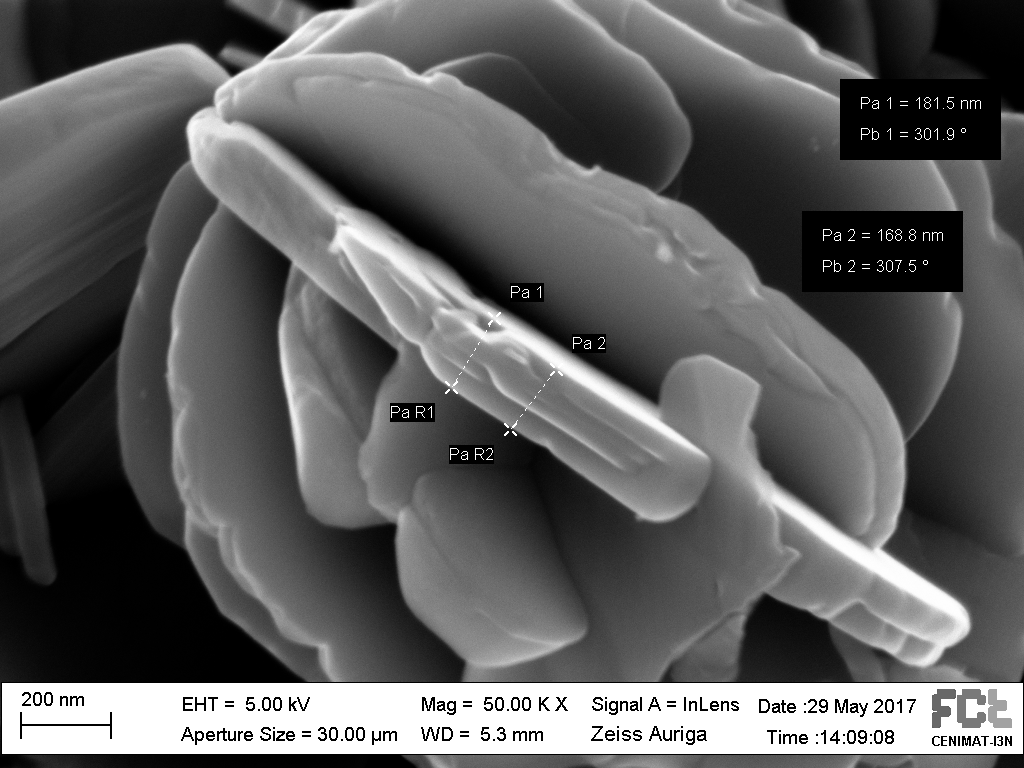 Pa 1 = 181.5 nm
Pb 1 = 301.9 °
Pa 2 = 168.8 nm
Pb 2 = 307.5 °
Pa 1
Pa 2
Pa R1
Pa R2
200 nm
EHT = 5.00 kV
Aperture Size = 30.00 µm
Mag = 50.00 K X
WD = 5.3 mm
Signal A = InLens
Zeiss Auriga
Date :29 May 2017
Time :14:09:08
FCt
CENIMAT-I3N